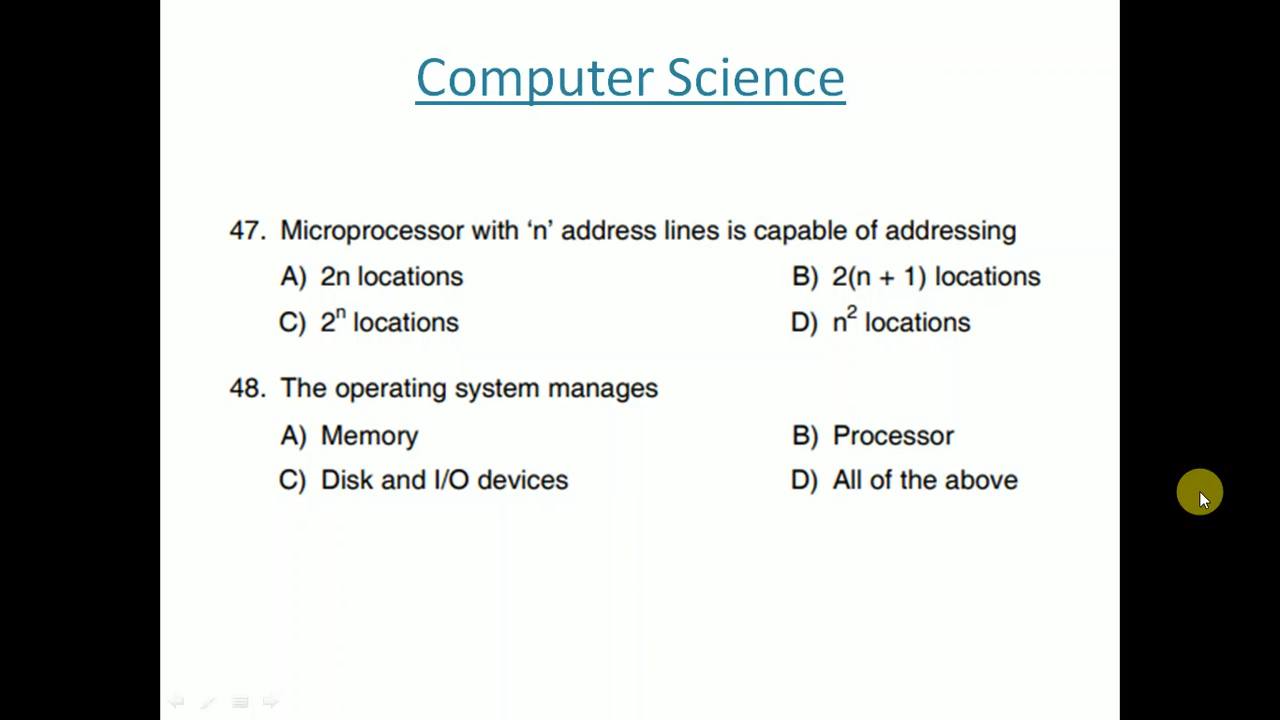 Computer Science
47. Microprocessor with ‘n’ address lines is capable of addressing
A) 2n locations B) 2(n + 1) locations
C) 2ⁿ locations D) n² locations
48. The operating system manages
A) Memory B) Processor
C) Disk and I/O devices D) All of the above